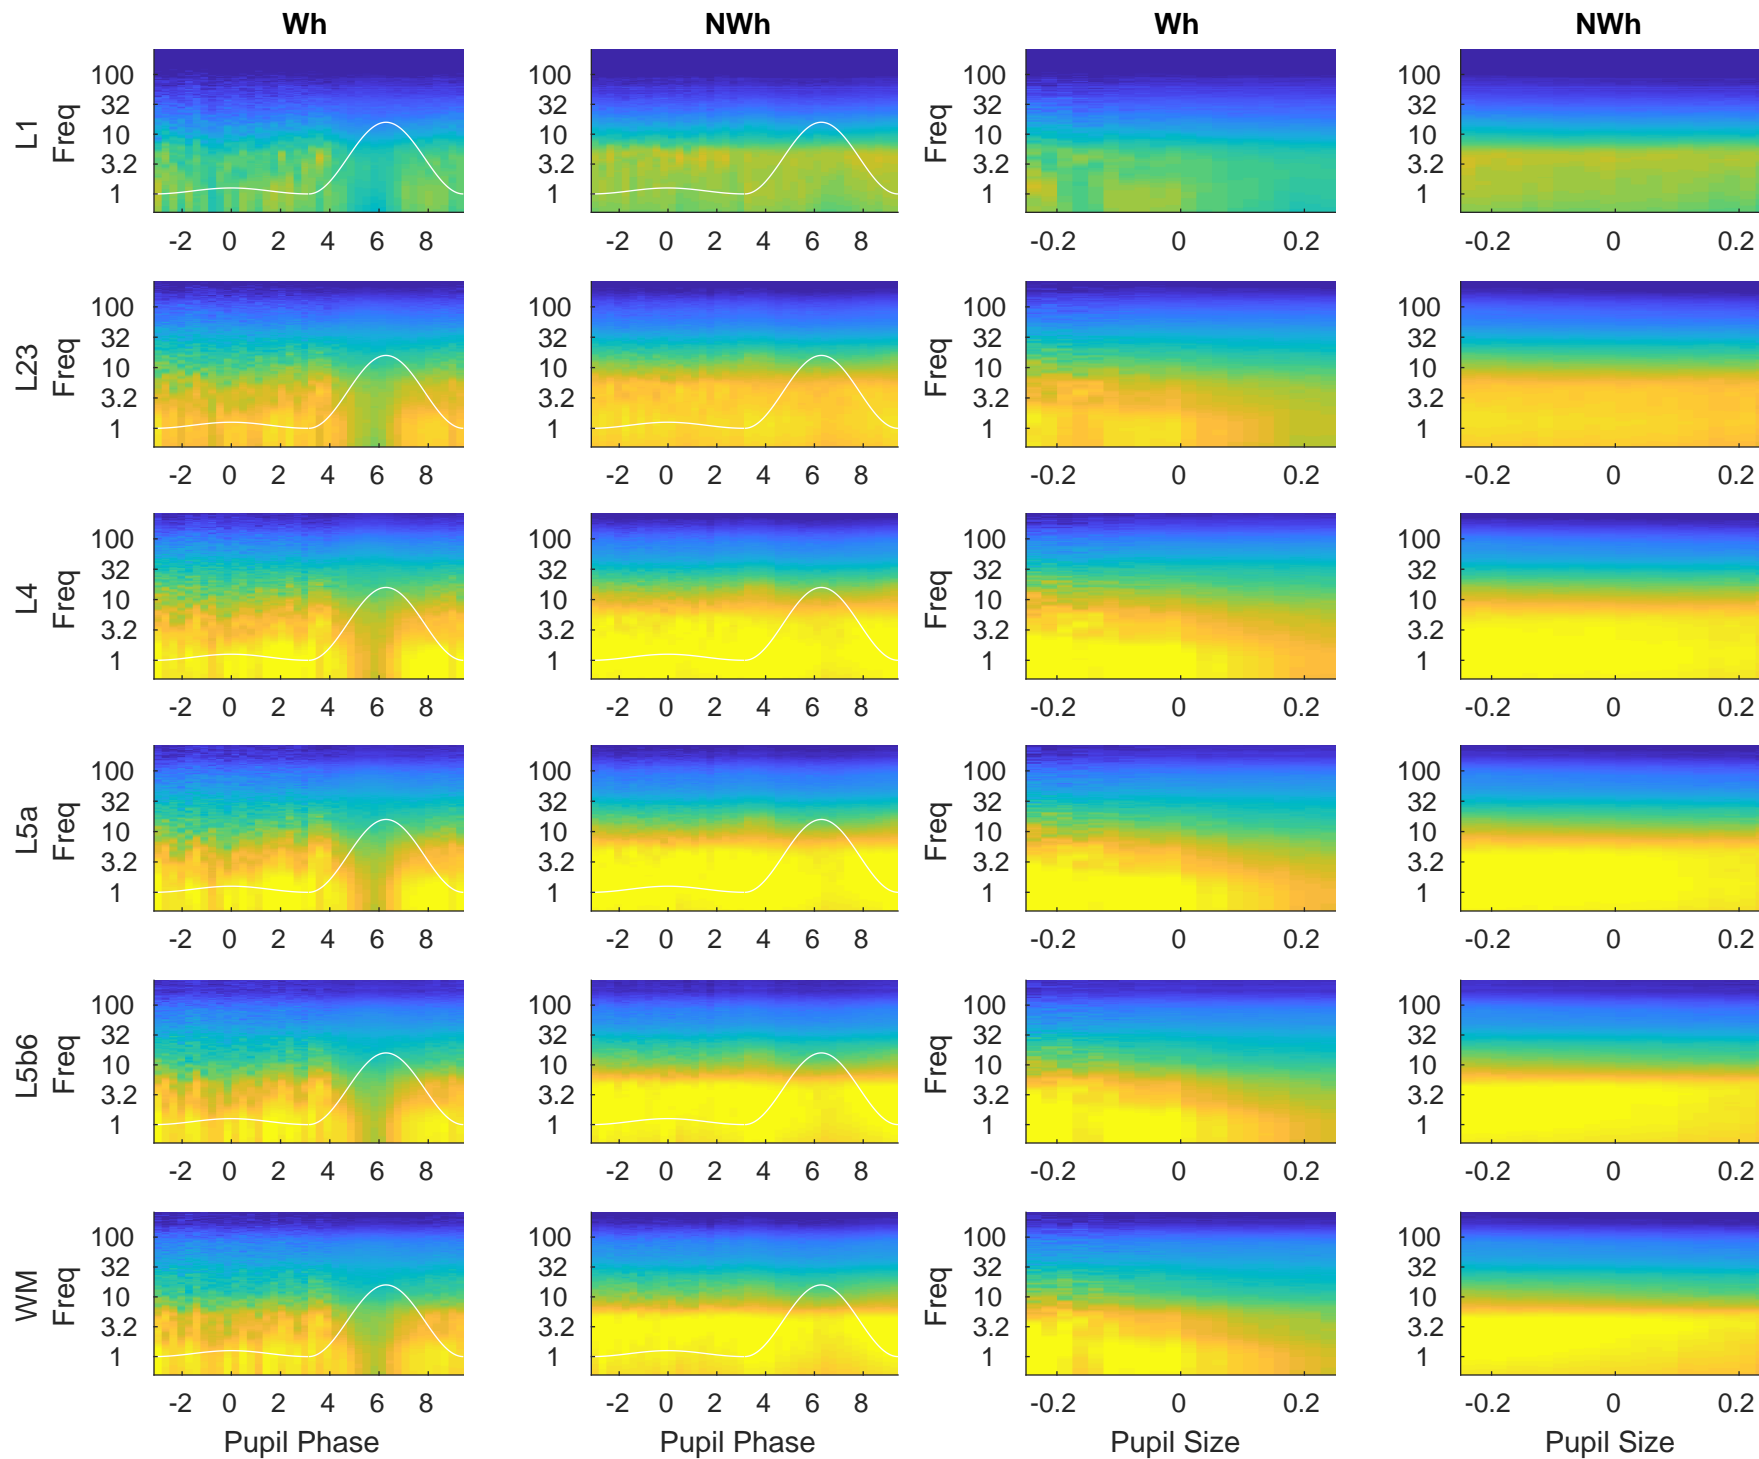 Wh NWh Wh NWh
L1 Freq 100 32 10 3.2 1 100 32 10 3.2 1 Freq 100 32 10 3.2 1 100 32 10 3.2 1
-2 0 2 4 6 8 -2 0 2 4 6 8 -0.2 0 0.2 -0.2 0 0.2
L23 Freq 100 32 10 3.2 1 100 32 10 3.2 1 Freq 100 32 10 3.2 1 100 32 10 3.2 1
-2 0 2 4 6 8 -2 0 2 4 6 8 -0.2 0 0.2 -0.2 0 0.2
L4 Freq 100 32 10 3.2 1 100 32 10 3.2 1 Freq 100 32 10 3.2 1 100 32 10 3.2 1
-2 0 2 4 6 8 -2 0 2 4 6 8 -0.2 0 0.2 -0.2 0 0.2
L5a Freq 100 32 10 3.2 1 100 32 10 3.2 1 Freq 100 32 10 3.2 1 100 32 10 3.2 1
-2 0 2 4 6 8 -2 0 2 4 6 8 -0.2 0 0.2 -0.2 0 0.2
L5b6 Freq 100 32 10 3.2 1 100 32 10 3.2 1 Freq 100 32 10 3.2 1 100 32 10 3.2 1
-2 0 2 4 6 8 -2 0 2 4 6 8 -0.2 0 0.2 -0.2 0 0.2
WM Freq 100 32 10 3.2 1 100 32 10 3.2 1 Freq 100 32 10 3.2 1 100 32 10 3.2 1
-2 0 2 4 6 8 -2 0 2 4 6 8 -0.2 0 0.2 -0.2 0 0.2
Pupil Phase Pupil Phase Pupil Size Pupil Size